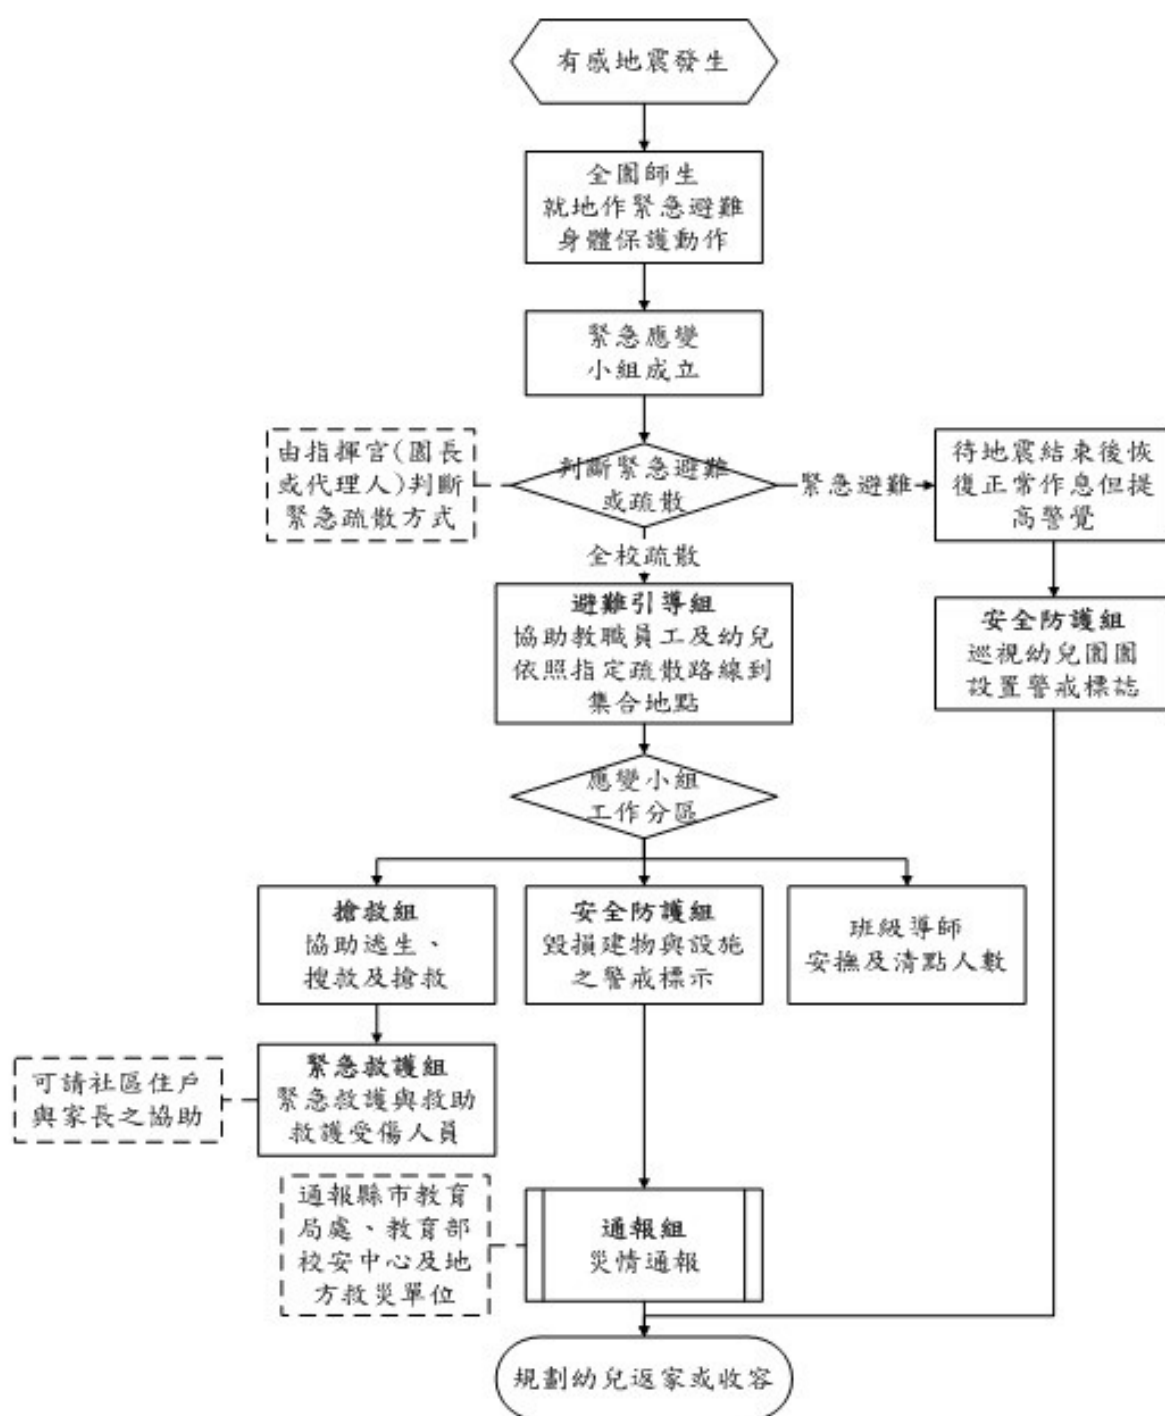 有感地震發生
全園師生
就地作緊急避難
身體保護動作
緊急應變
小組成立
由指揮官(園長
或代理人)判斷
緊急疏散方式
判斷緊急避難
或疏散
緊急避難
待地震結束後恢
復正常作息但提
高警覺
全校疏散
避難引導組
協助教職員工及幼兒
依照指定疏散路線到
集合地點
安全防護組
巡視幼兒園園
設置警戒標誌
應變小組
工作分區
搶救組
協助逃生、
搜救及搶救
安全防護組
毀損建物與設施
之警戒標示
班級導師
安撫及清點人數
可請社區住戶
與家長之協助
緊急救護組
緊急救護與救助
救護受傷人員
通報縣市教育
局處、教育部
校安中心及地
方救災單位
通報組
災情通報
規劃幼兒返家或收容